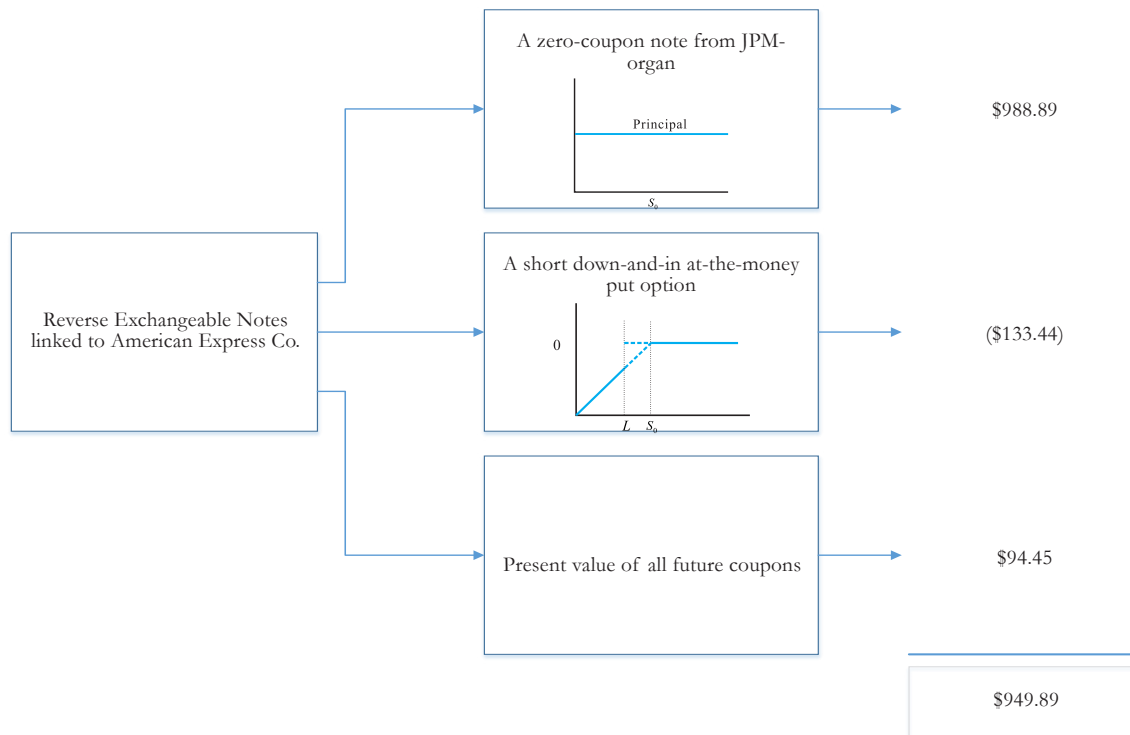 A zero-coupon note from JPM-
organ
Principal
S₀
$988.89
Reverse Exchangeable Notes
linked to American Express Co.
A short down-and-in at-the-money
put option
0
L S₀
($133.44)
Present value of all future coupons
$94.45
$949.89